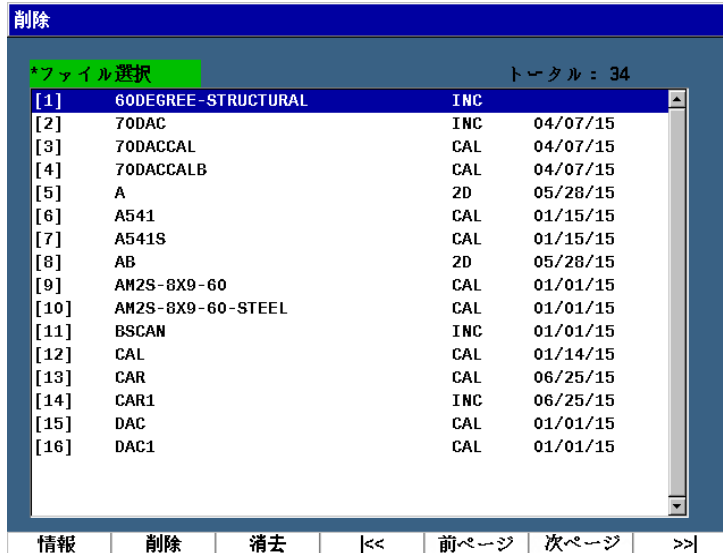 削除
*ファイル選択 トータル: 34
[1] 60DEGREE-STRUCTURAL INC
[2] 70DAC INC 04/07/15
[3] 70DACCAL CAL 04/07/15
[4] 70DACCALB CAL 04/07/15
[5] A 2D 05/28/15
[6] A541 CAL 01/15/15
[7] A541S CAL 01/15/15
[8] AB 2D 05/28/15
[9] AM2S-8X9-60 CAL 01/01/15
[10] AM2S-8X9-60-STEEL CAL 01/01/15
[11] BSCAN INC 01/01/15
[12] CAL CAL 01/14/15
[13] CAR CAL 06/25/15
[14] CAR1 INC 06/25/15
[15] DAC CAL 01/01/15
[16] DAC1 CAL 01/01/15
情報 削除 消去 |<< 前ページ 次ページ >>|